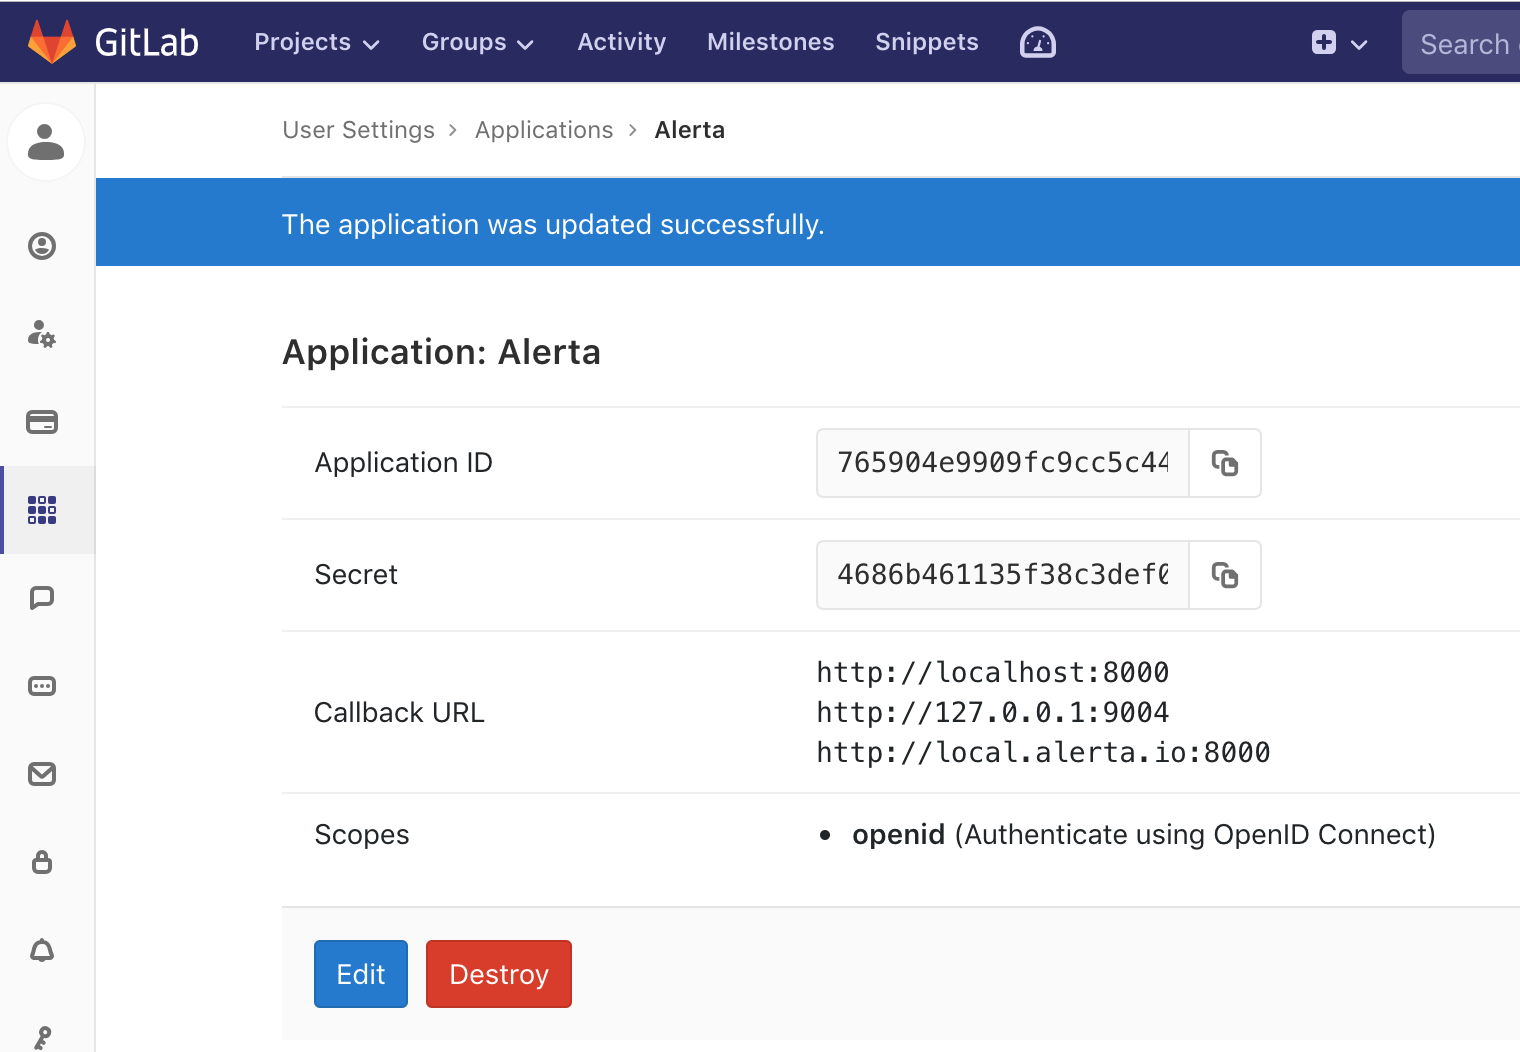 GitLab Projects Groups Activity Milestones Snippets Search
User Settings > Applications > Alerta
The application was updated successfully.
Application: Alerta
Application ID 765904e9909fc9cc5c44
Secret 4686b461135f38c3def0
Callback URL
http://localhost:8000
http://127.0.0.1:9004
http://local.alerta.io:8000
Scopes • openid (Authenticate using OpenID Connect)
Edit Destroy